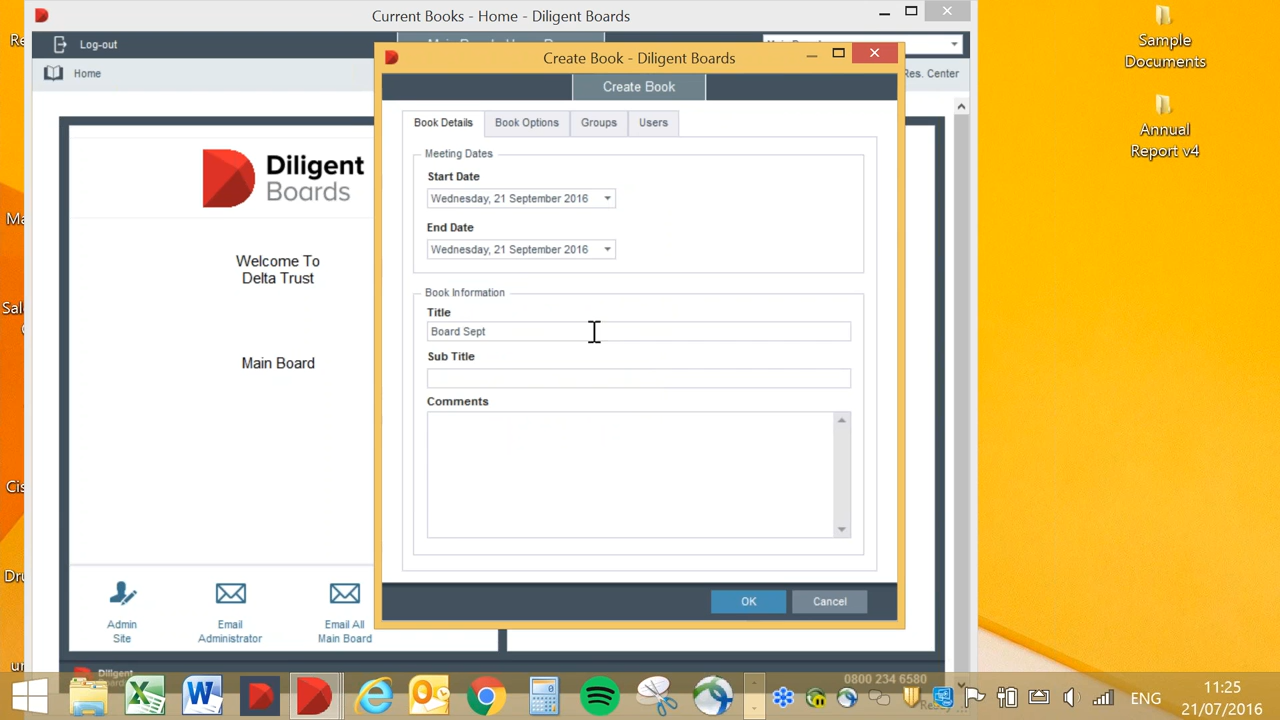 Current Books - Home - Diligent Boards
Log-out
Home
Res. Center
Create Book - Diligent Boards
Create Book
Book Details
Book Options
Groups
Users
Meeting Dates
Start Date
Wednesday, 21 September 2016
End Date
Wednesday, 21 September 2016
Book Information
Title
Board Sept
Sub Title
Comments
OK
Cancel
Diligent
Boards
Welcome To
Delta Trust
Main Board
Admin
Site
Email
Administrator
Email All
Main Board
Diligent
0800 234 6580
Sample
Documents
Annual
Report v4
ENG
11:25
21/07/2016